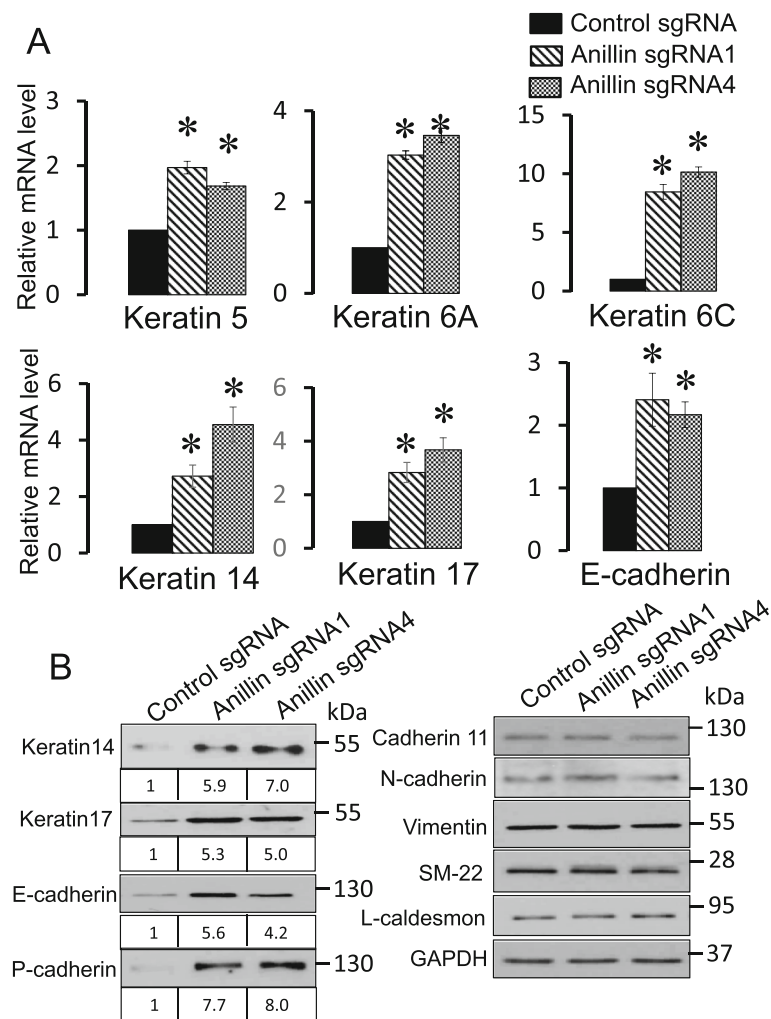 A
Control sgRNA
Anillin sgRNA1
Anillin sgRNA4
Relative mRNA level
3
2
1
0
* *
Keratin 5
4
2
0
* *
Keratin 6A
15
10
5
0
* *
Keratin 6C
Relative mRNA level
6
4
2
0
* *
Keratin 14
6
4
2
0
* *
Keratin 17
3
2
1
0
* *
E-cadherin
B
Control sgRNA
Anillin sgRNA1
Anillin sgRNA4
kDa
Keratin14
55
1 5.9 7.0
Keratin17
55
1 5.3 5.0
E-cadherin
130
1 5.6 4.2
P-cadherin
130
1 7.7 8.0
Control sgRNA
Anillin sgRNA1
Anillin sgRNA4
kDa
Cadherin 11
130
N-cadherin
130
Vimentin
55
SM-22
28
L-caldesmon
95
GAPDH
37